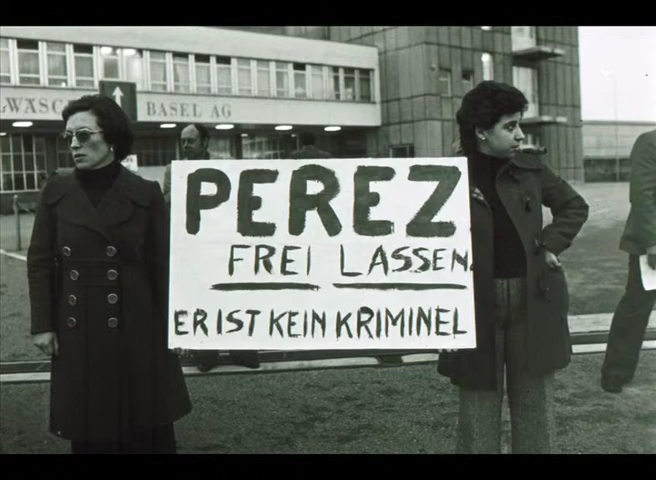 WÄSCH
BASEL AG
PEREZ
FREI LASSEN
ER IST KEIN KRIMINEL